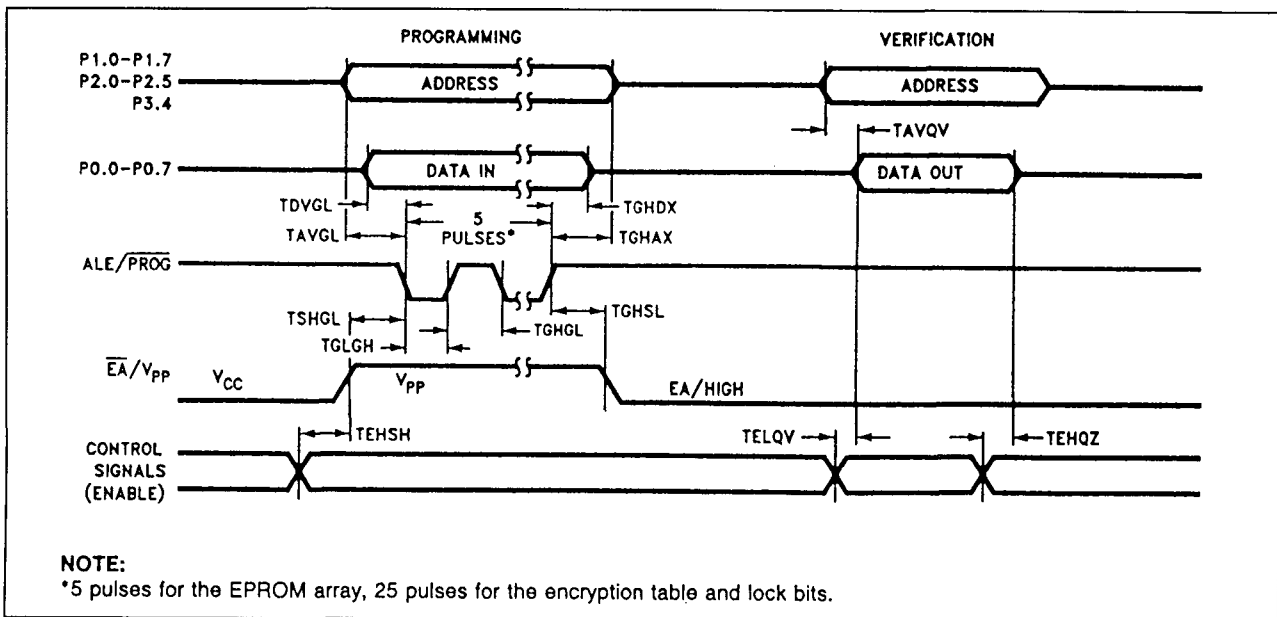 PROGRAMMING
VERIFICATION
P1.0–P1.7
P2.0–P2.5
P3.4
ADDRESS
ADDRESS
TAVQV
P0.0–P0.7
DATA IN
DATA OUT
TDVGL
5
PULSES*
TGHDX
TAVGL
TGHAX
ALE/PROG
TSHGL
TGHGL
TGHSL
TGLGH
EA/VPP
VCC
VPP
EA/HIGH
TEHSH
TELQV
TEHQZ
CONTROL
SIGNALS
(ENABLE)
NOTE:
*5 pulses for the EPROM array, 25 pulses for the encryption table and lock bits.